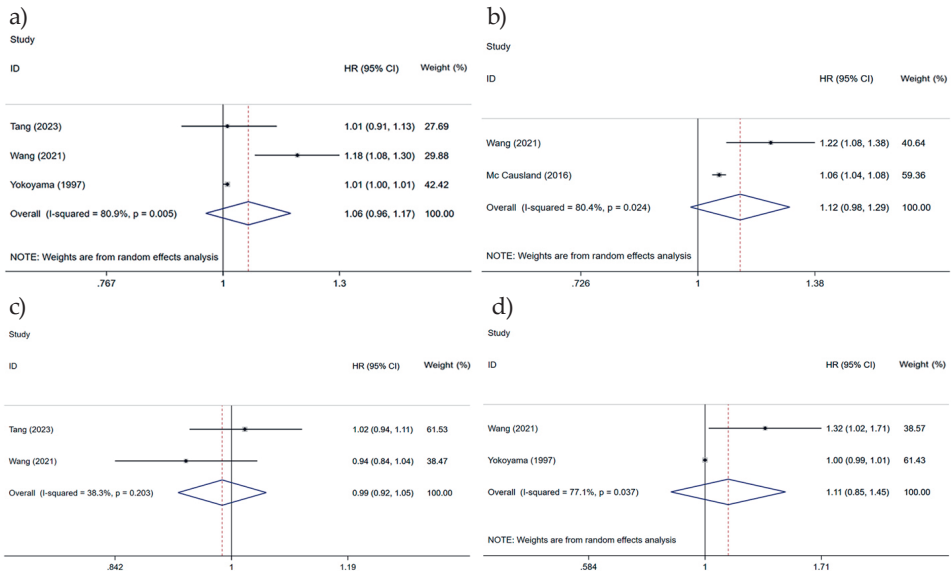 a)
Study
ID HR (95% CI) Weight (%)
Tang (2023) 1.01 (0.91, 1.13) 27.69
Wang (2021) 1.18 (1.08, 1.30) 29.88
Yokoyama (1997) 1.01 (1.00, 1.01) 42.42
Overall (I-squared = 80.9%, p = 0.005) 1.06 (0.96, 1.17) 100.00
NOTE: Weights are from random effects analysis
.767 1 1.3
b)
Study
ID HR (95% CI) Weight (%)
Wang (2021) 1.22 (1.08, 1.38) 40.64
Mc Causland (2016) 1.06 (1.04, 1.08) 59.36
Overall (I-squared = 80.4%, p = 0.024) 1.12 (0.98, 1.29) 100.00
NOTE: Weights are from random effects analysis
.726 1 1.38
c)
Study
ID HR (95% CI) Weight (%)
Tang (2023) 1.02 (0.94, 1.11) 61.53
Wang (2021) 0.94 (0.84, 1.04) 38.47
Overall (I-squared = 38.3%, p = 0.203) 0.99 (0.92, 1.05) 100.00
.842 1 1.19
d)
Study
ID HR (95% CI) Weight (%)
Wang (2021) 1.32 (1.02, 1.71) 38.57
Yokoyama (1997) 1.00 (0.99, 1.01) 61.43
Overall (I-squared = 77.1%, p = 0.037) 1.11 (0.85, 1.45) 100.00
NOTE: Weights are from random effects analysis
.584 1 1.71